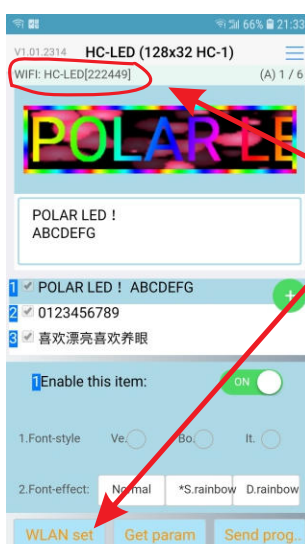 66% 21:33
V1.01.2314 HC-LED (128x32 HC-1)
WIFI: HC-LED[222449] (A) 1 / 6
POLAR LE
POLAR LED！
ABCDEFG
1 POLAR LED！ ABCDEFG
2 0123456789
3 喜欢漂亮喜欢养眼
+
1Enable this item: ON
1.Font-style Ve. Bo. It.
2.Font-effect: Normal *S.rainbow D.rainbow
WLAN set Get param Send prog..